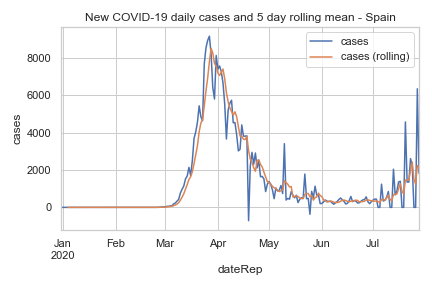 New COVID-19 daily cases and 5 day rolling mean - Spain
cases
cases (rolling)
8000
6000
4000
2000
0
cases
Jan
2020
Feb
Mar
Apr
May
Jun
Jul
dateRep